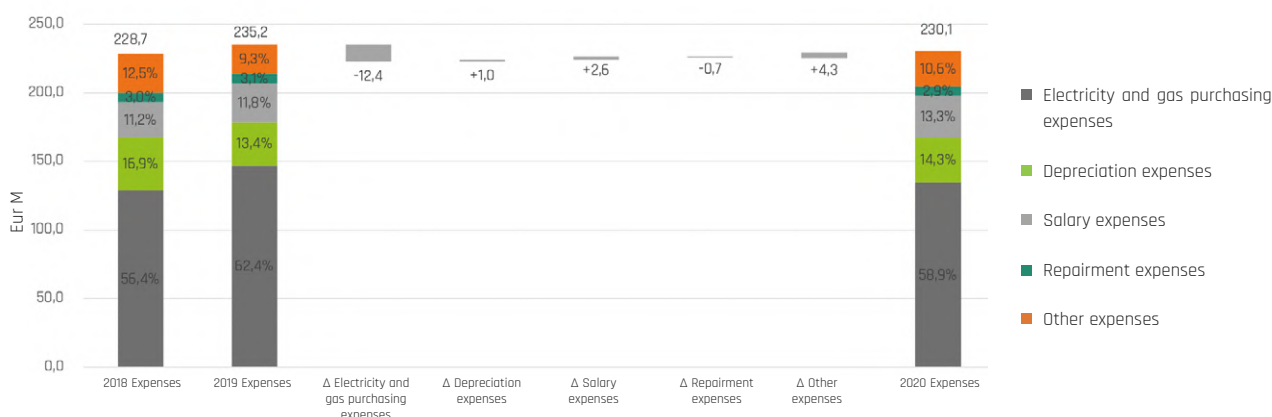 250,0
200,0
150,0
100,0
50,0
0,0
Eur M
228,7
12,5%
3,0%
11,2%
16,9%
56,4%
2018 Expenses
235,2
9,3%
3,1%
11,8%
13,4%
62,4%
2019 Expenses
-12,4
Δ Electricity and
gas purchasing
expenses
+1,0
Δ Depreciation
expenses
+2,6
Δ Salary
expenses
-0,7
Δ Repairment
expenses
+4,3
Δ Other
expenses
230,1
10,6%
2,9%
13,3%
14,3%
58,9%
2020 Expenses
Electricity and gas purchasing
expenses
Depreciation expenses
Salary expenses
Repairment expenses
Other expenses